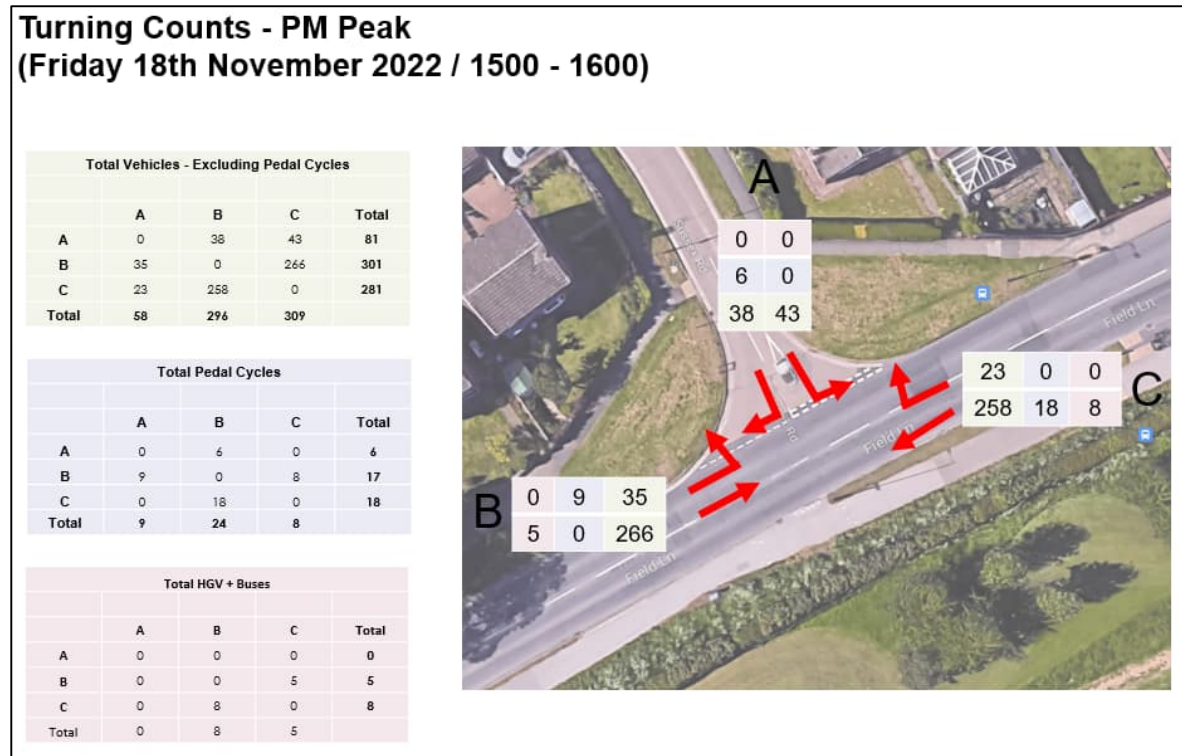 Turning Counts - PM Peak
(Friday 18th November 2022 / 1500 - 1600)
Total Vehicles - Excluding Pedal Cycles
A B C Total
A 0 38 43 81
B 35 0 266 301
C 23 258 0 281
Total 58 296 309
Total Pedal Cycles
A B C Total
A 0 6 0 6
B 9 0 8 17
C 0 18 0 18
Total 9 24 8
Total HGV + Buses
A B C Total
A 0 0 0 0
B 0 0 5 5
C 0 8 0 8
Total 0 8 5
A
0 0
6 0
38 43
Sussex Rd
Field Ln
23 0 0
258 18 8
C
Rd
Field Ln
B
0 9 35
5 0 266
Field Ln